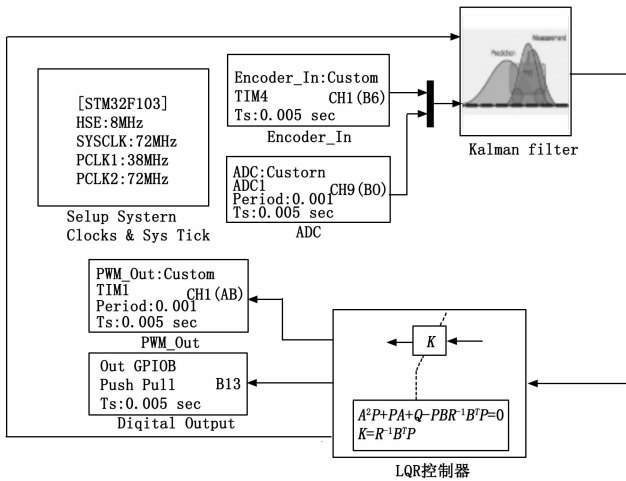 Measurement
Prediction
[STM32F103]
HSE:8MHz
SYSCLK:72MHz
PCLK1:38MHz
PCLK2:72MHz
Selup Systern
Clocks & Sys Tick
Encoder_In:Custom
TIM4
CH1(B6)
Ts:0.005 sec
Encoder_In
Kalman filter
ADC:Custorn
ADC1
CH9(B0)
Period:0.001
Ts:0.005 sec
ADC
PWM_Out:Custom
TIM1
CH1(AB)
Period:0.001
Ts:0.005 sec
PWM_Out
Out GPIOB
Push Pull
B13
Ts:0.005 sec
Diqital Output
K
A²P+PA+Q-PBR⁻¹BᵀP=0
K=R⁻¹BᵀP
LQR控制器